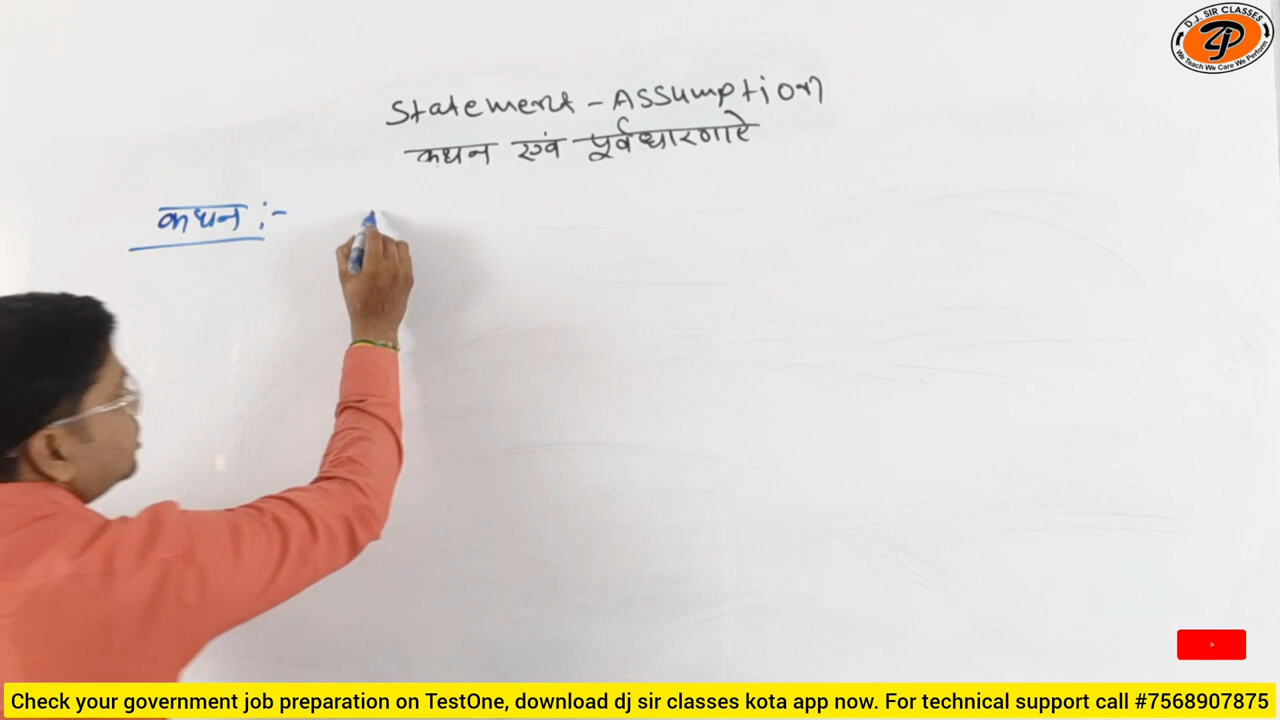 D.J. SIR CLASSES
We Teach We Care We Perform
Statement - Assumption
कथन एवं पूर्वधारणाऐ
कथन :-
Check your government job preparation on TestOne, download dj sir classes kota app now. For technical support call #7568907875